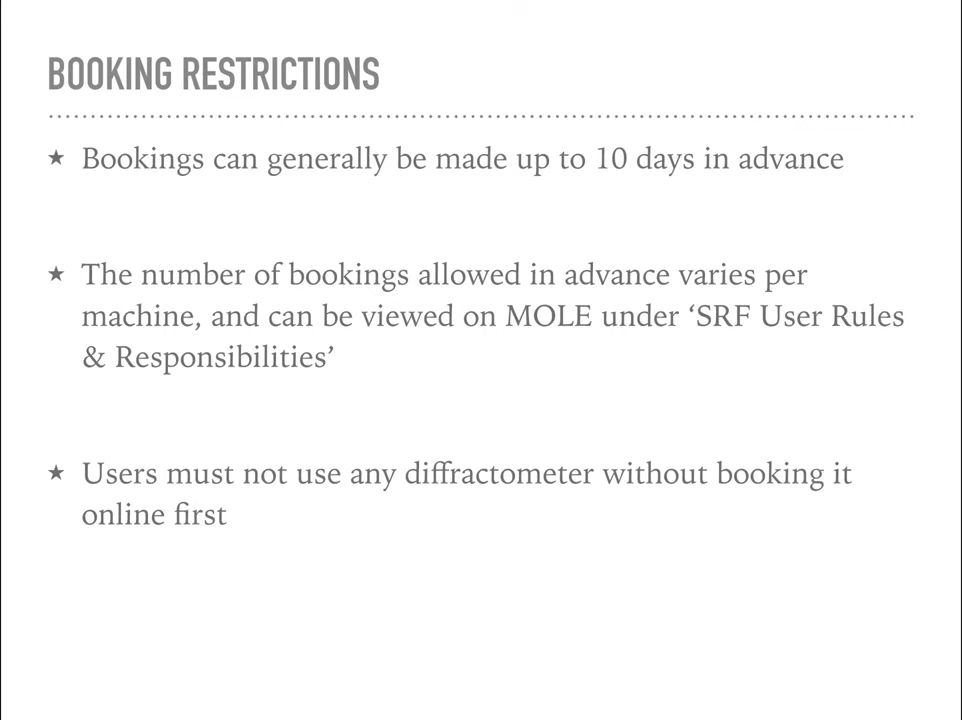 BOOKING RESTRICTIONS
★ Bookings can generally be made up to 10 days in advance
★ The number of bookings allowed in advance varies per
machine, and can be viewed on MOLE under ‘SRF User Rules
& Responsibilities’
★ Users must not use any diffractometer without booking it
online first